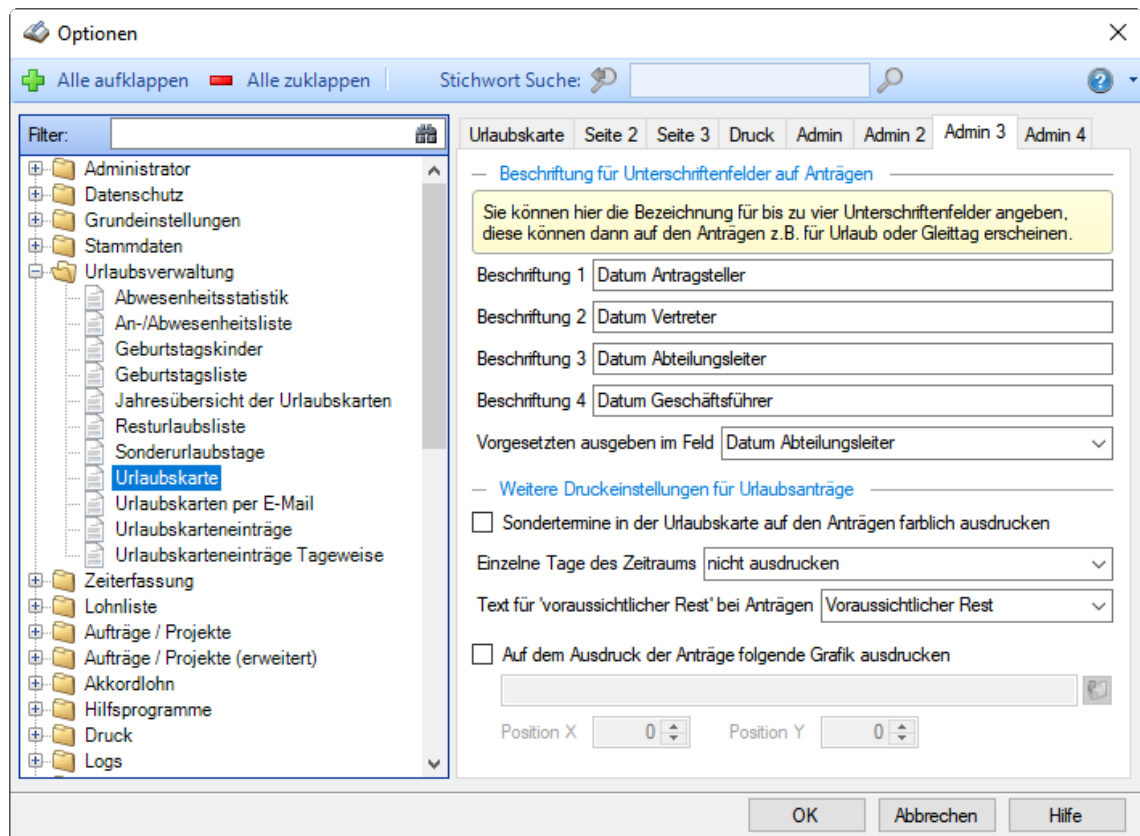 Optionen
Alle aufklappen
Alle zuklappen
Stichwort Suche:
Filter:
Administrator
Datenschutz
Grundeinstellungen
Stammdaten
Urlaubsverwaltung
Abwesenheitsstatistik
An-/Abwesenheitsliste
Geburtstagskinder
Geburtstagsliste
Jahresübersicht der Urlaubskarten
Resturlaubsliste
Sonderurlaubstage
Urlaubskarte
Urlaubskarten per E-Mail
Urlaubskarteneinträge
Urlaubskarteneinträge Tageweise
Zeiterfassung
Lohnliste
Aufträge / Projekte
Aufträge / Projekte (erweitert)
Akkordlohn
Hilfsprogramme
Druck
Logs
Urlaubskarte Seite 2 Seite 3 Druck Admin Admin 2 Admin 3 Admin 4
Beschriftung für Unterschriftenfelder auf Anträgen
Sie können hier die Bezeichnung für bis zu vier Unterschriftenfelder angeben,
diese können dann auf den Anträgen z.B. für Urlaub oder Gleittag erscheinen.
Beschriftung 1 Datum Antragsteller
Beschriftung 2 Datum Vertreter
Beschriftung 3 Datum Abteilungsleiter
Beschriftung 4 Datum Geschäftsführer
Vorgesetzten ausgeben im Feld Datum Abteilungsleiter
Weitere Druckeinstellungen für Urlaubsanträge
Sondertermine in der Urlaubskarte auf den Anträgen farblich ausdrucken
Einzelne Tage des Zeitraums nicht ausdrucken
Text für 'voraussichtlicher Rest' bei Anträgen Voraussichtlicher Rest
Auf dem Ausdruck der Anträge folgende Grafik ausdrucken
Position X 0 Position Y 0
OK Abbrechen Hilfe